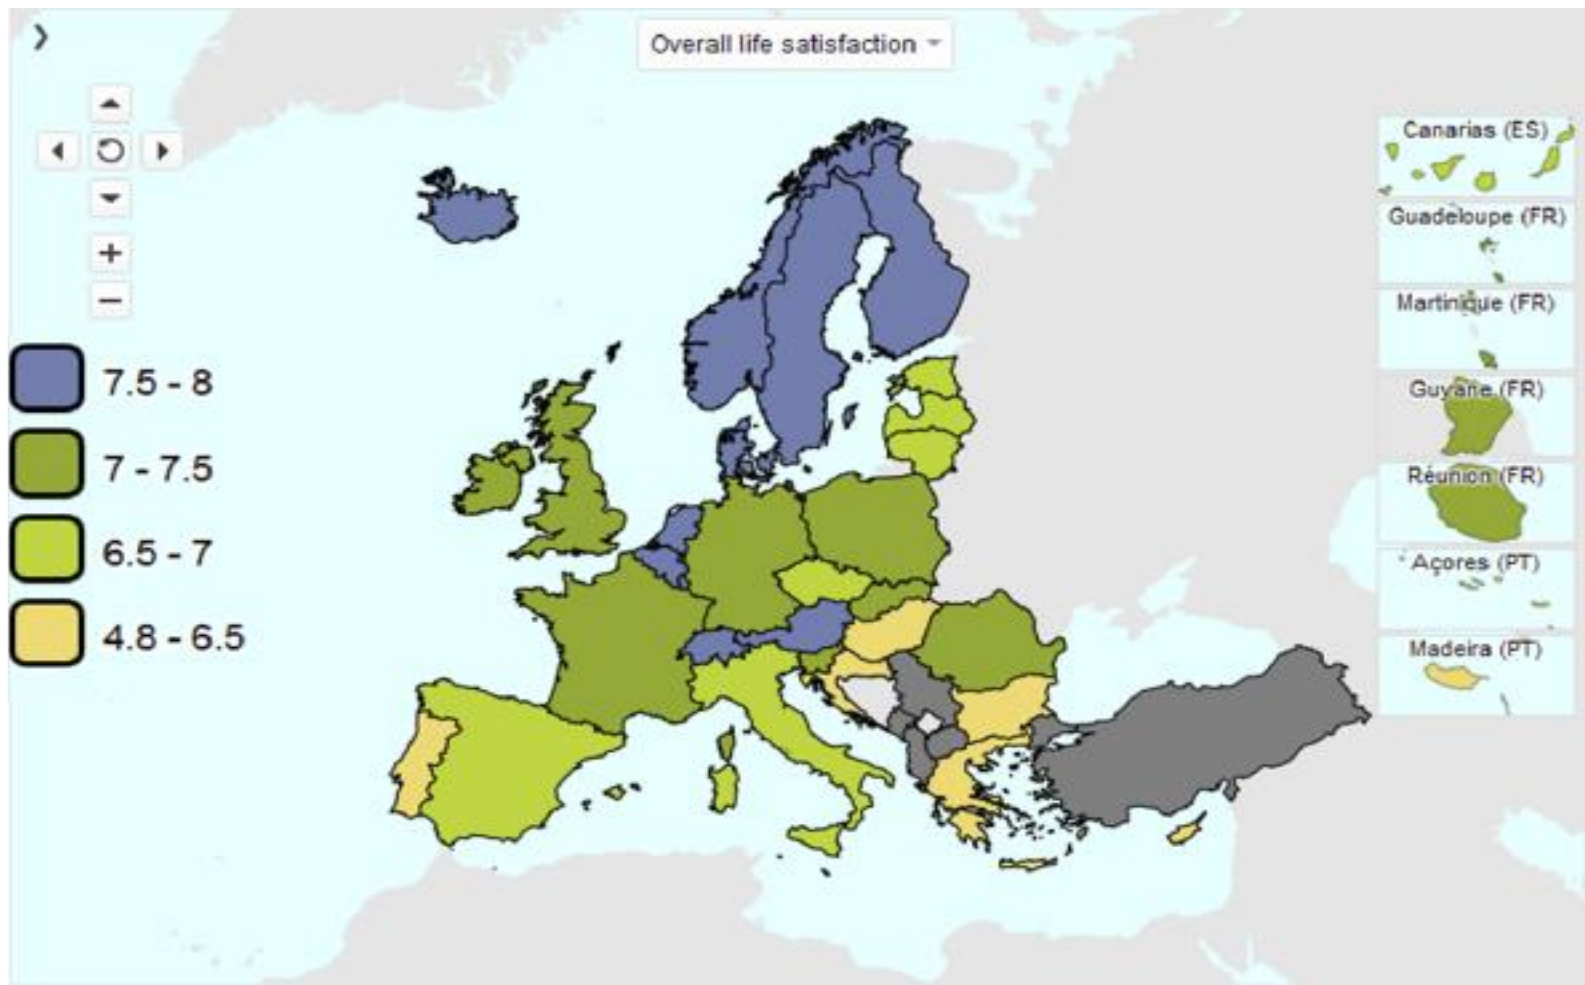 Overall life satisfaction
7.5 - 8
7 - 7.5
6.5 - 7
4.8 - 6.5
Canarias (ES)
Guadeloupe (FR)
Martinique (FR)
Guyane (FR)
Réunion (FR)
Açores (PT)
Madeira (PT)